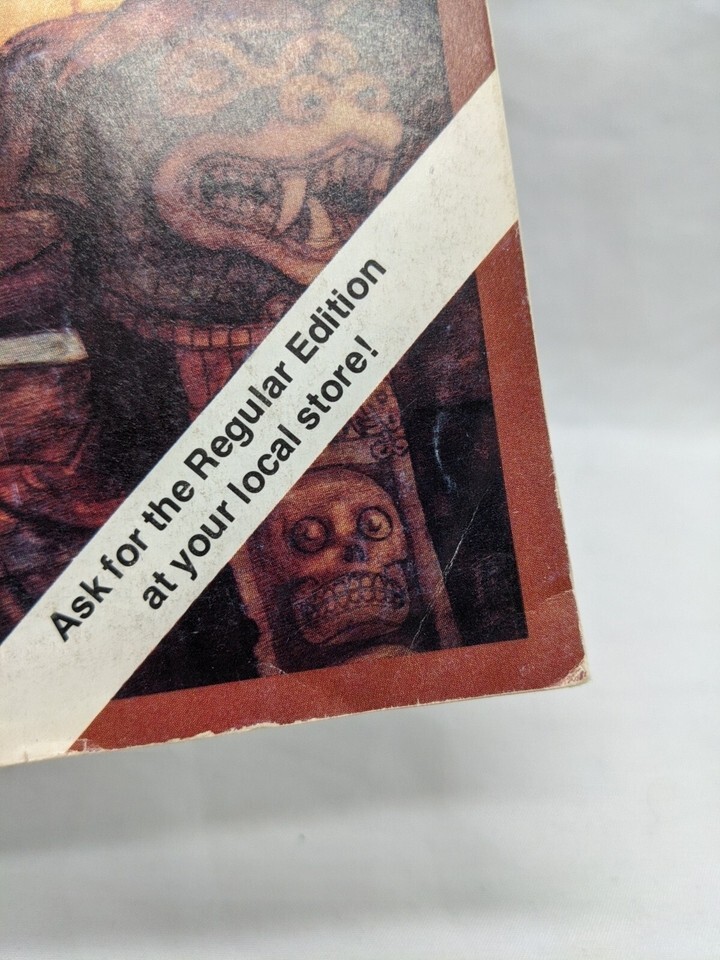 Ask for the Regular Edition
at your local store!